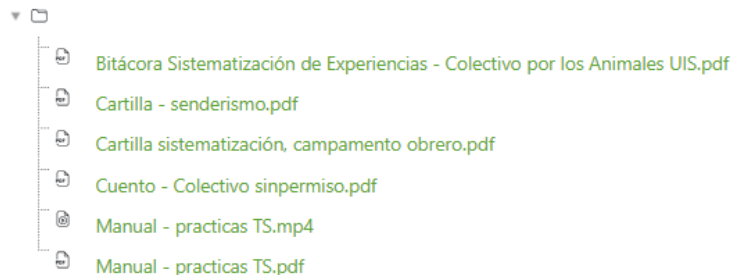 Bitácora Sistematización de Experiencias - Colectivo por los Animales UIS.pdf
Cartilla - senderismo.pdf
Cartilla sistematización, campamento obrero.pdf
Cuento - Colectivo sinpermiso.pdf
Manual - practicas TS.mp4
Manual - practicas TS.pdf